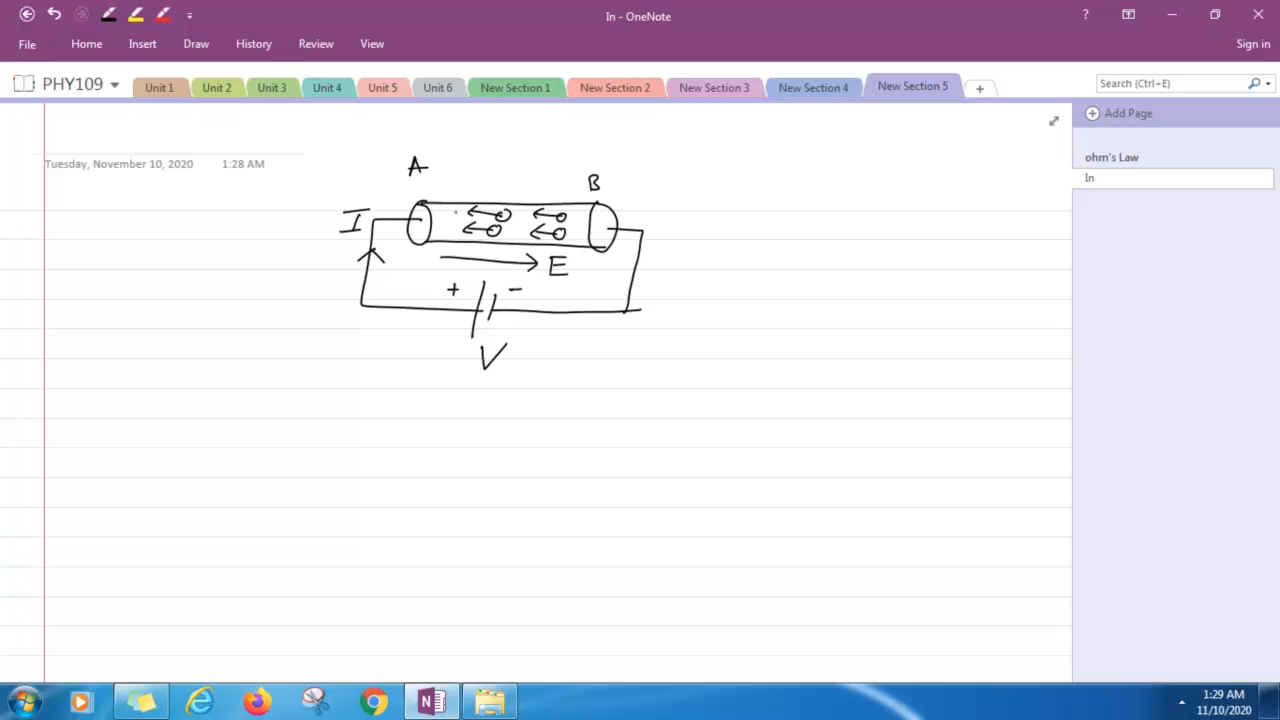 In - OneNote
?
File Home Insert Draw History Review View
Sign in
PHY109 Unit 1 Unit 2 Unit 3 Unit 4 Unit 5 Unit 6 New Section 1 New Section 2 New Section 3 New Section 4 New Section 5 +
Search (Ctrl+E)
Add Page
Tuesday, November 10, 2020 1:28 AM
ohm's Law
In
A
B
I
E
+ -
V
1:29 AM
11/10/2020